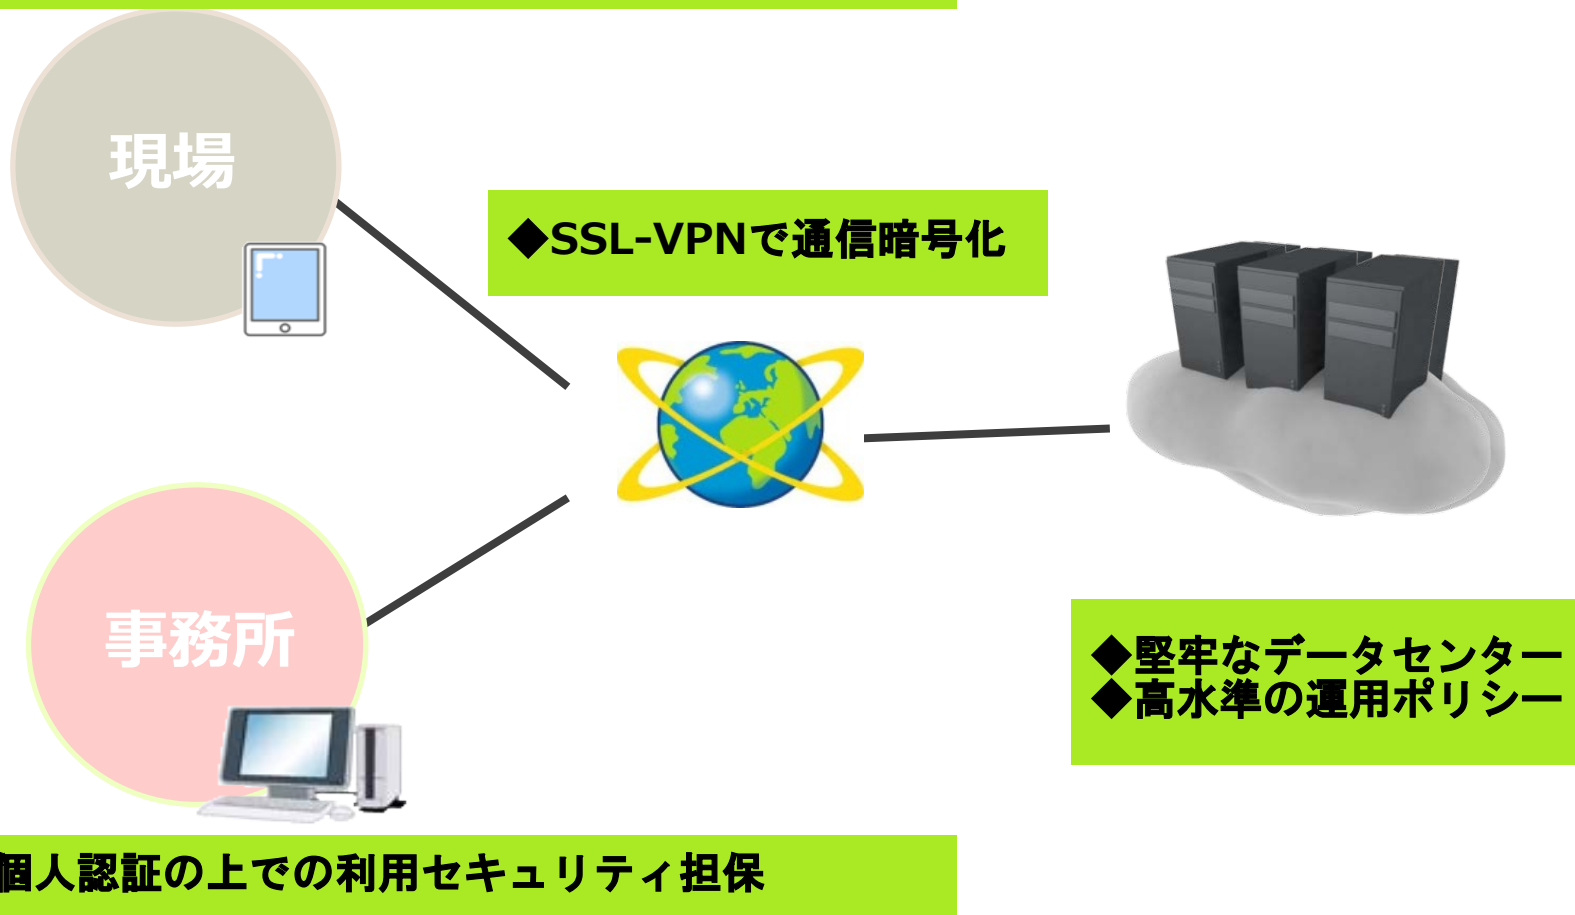 現場
◆SSL-VPNで通信暗号化
事務所
◆堅牢なデータセンター
◆高水準の運用ポリシー
個人認証の上での利用セキュリティ担保